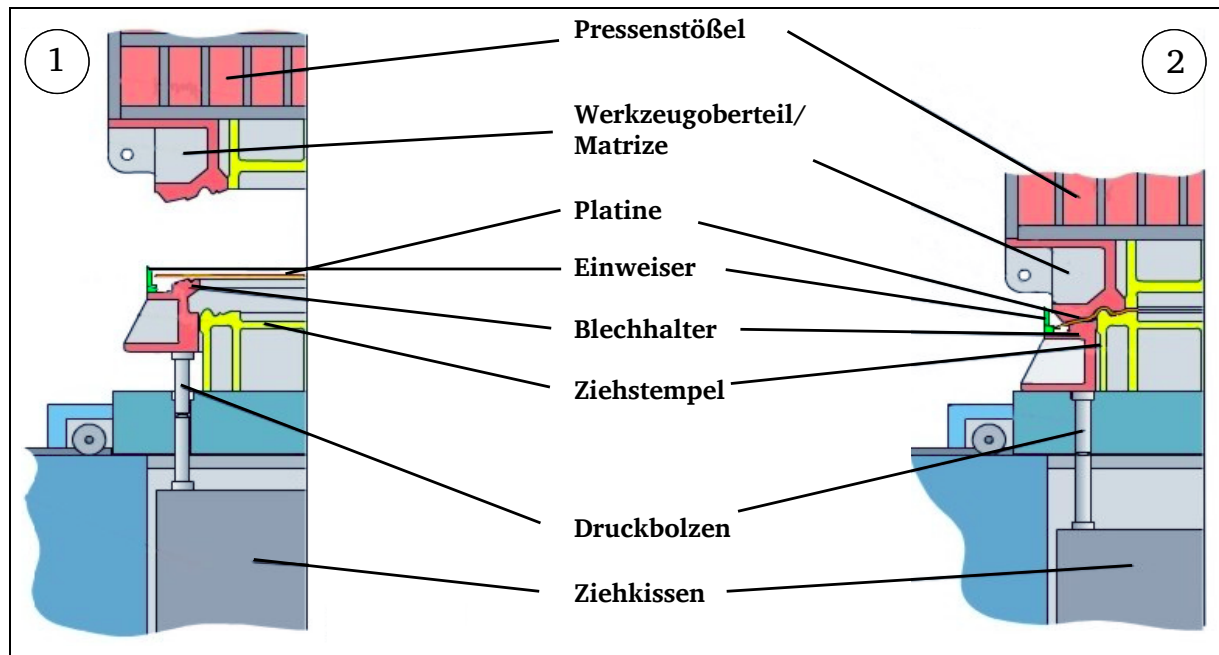 1
2
Pressenstößel
Werkzeugoberteil/
Matrize
Platine
Einweiser
Blechhalter
Ziehstempel
Druckbolzen
Ziehkissen